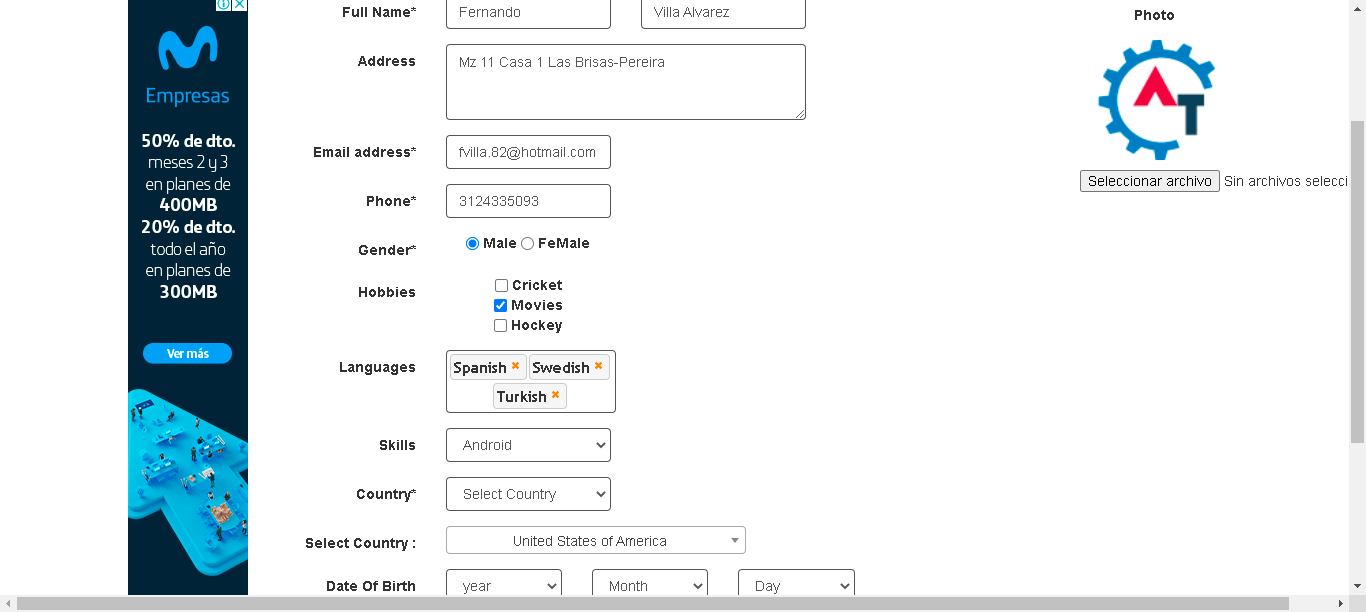 Empresas
50% de dto.
meses 2 y 3
en planes de
400MB
20% de dto.
todo el año
en planes de
300MB
Ver más
Full Name* Fernando Villa Alvarez
Address Mz 11 Casa 1 Las Brisas-Pereira
Email address* fvilla.82@hotmail.com
Phone* 3124335093
Gender* Male FeMale
Hobbies Cricket
Movies
Hockey
Languages Spanish Swedish
Turkish
Skills Android
Country* Select Country
Select Country : United States of America
Date Of Birth year Month Day
Photo
AT
Seleccionar archivo Sin archivos selecci